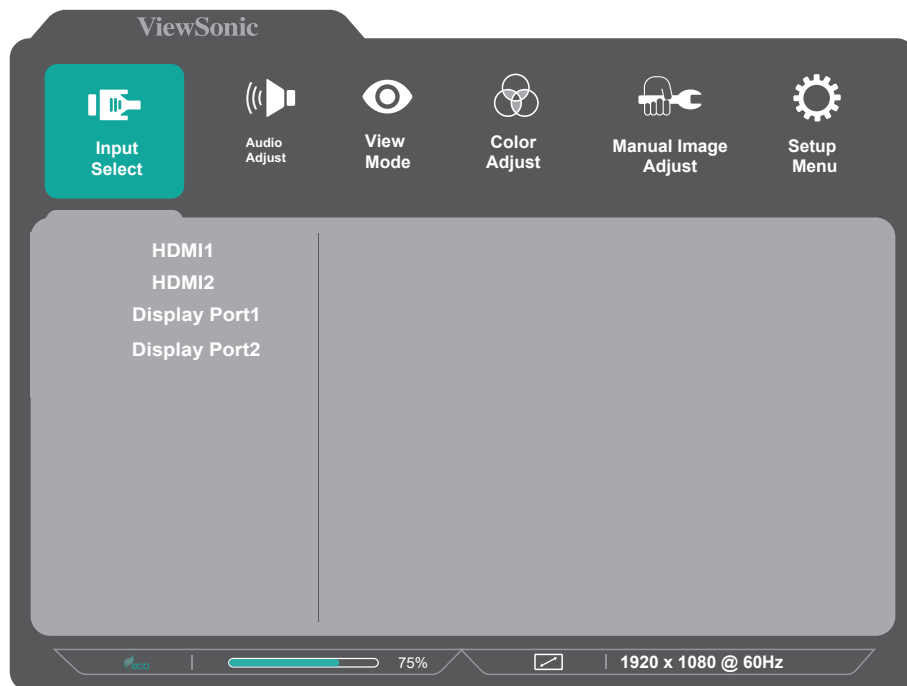 ViewSonic
Input
Select
Audio
Adjust
View
Mode
Color
Adjust
Manual Image
Adjust
Setup
Menu
HDMI1
HDMI2
Display Port1
Display Port2
eco
75%
1920 x 1080 @ 60Hz